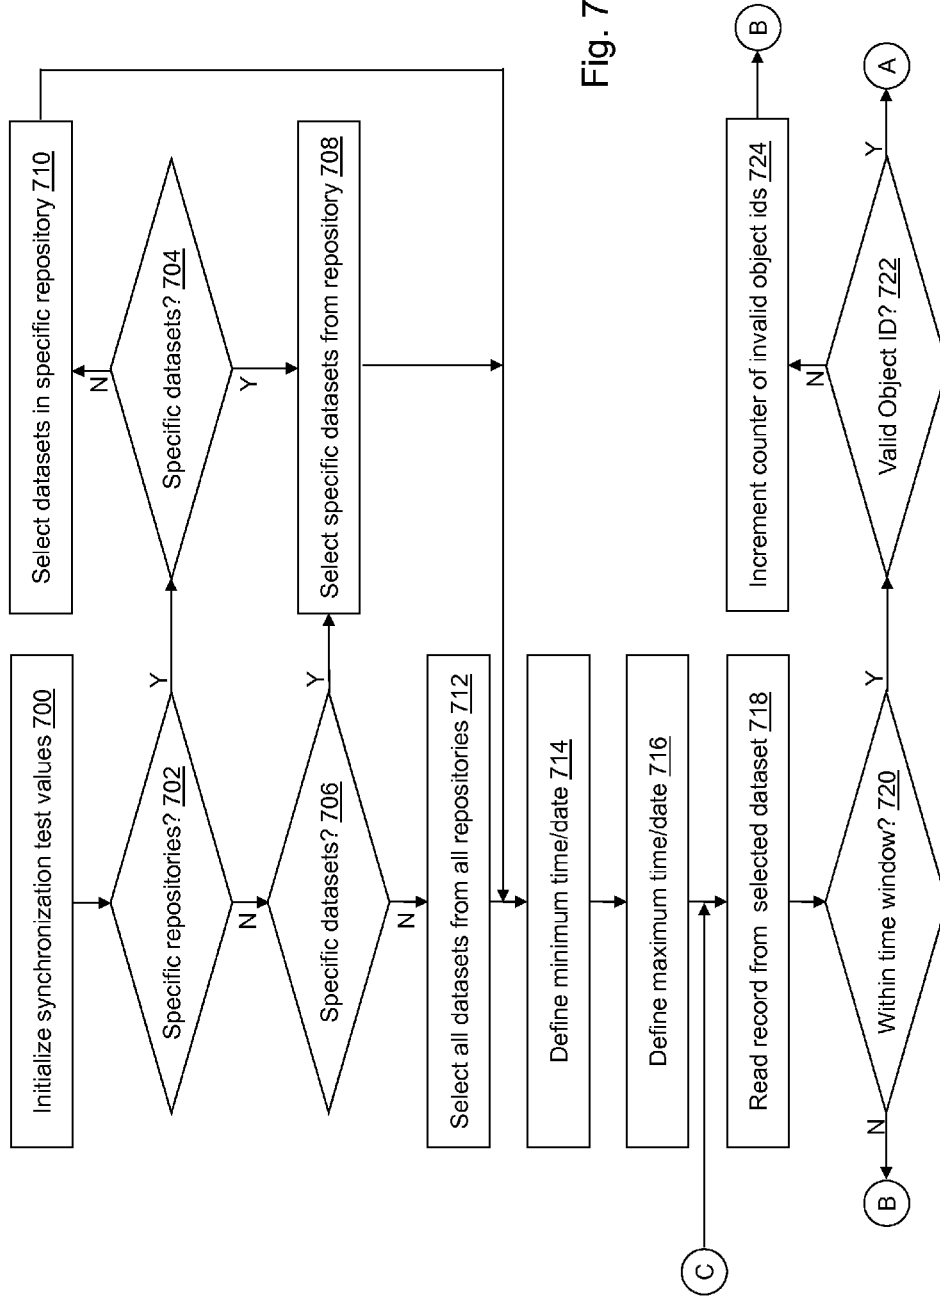 Initialize synchronization test values 700
Specific repositories? 702
Y
N
Select datasets in specific repository 710
N
Specific datasets? 704
Y
Specific datasets? 706
Y
N
Select specific datasets from repository 708
Select all datasets from all repositories 712
Define minimum time/date 714
Define maximum time/date 716
C
Read record from selected dataset 718
Within time window? 720
N
B
Y
Valid Object ID? 722
N
Y
A
Increment counter of invalid object ids 724
B
Fig. 7